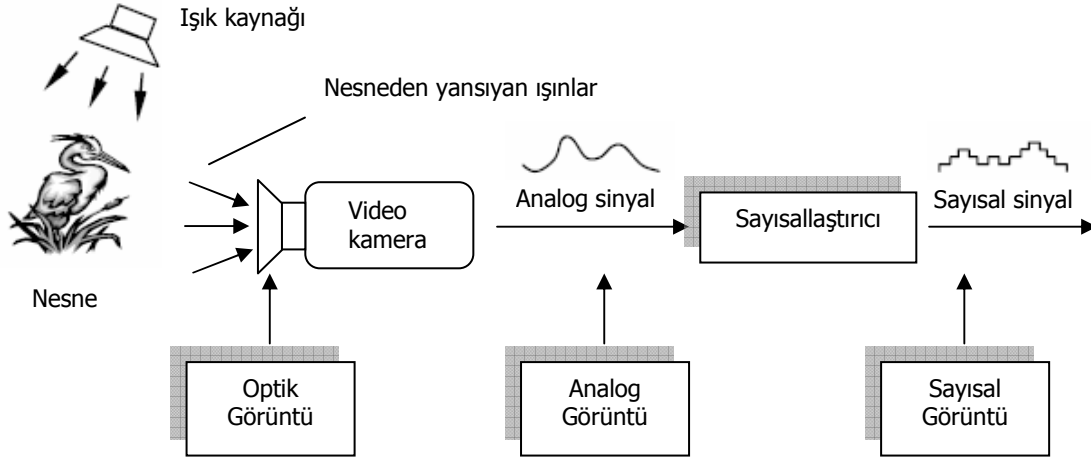 Işık kaynağı
Nesneden yansıyan ışınlar
Analog sinyal
Sayısal sinyal
Video
kamera
Sayısallaştırıcı
Nesne
Optik
Görüntü
Analog
Görüntü
Sayısal
Görüntü